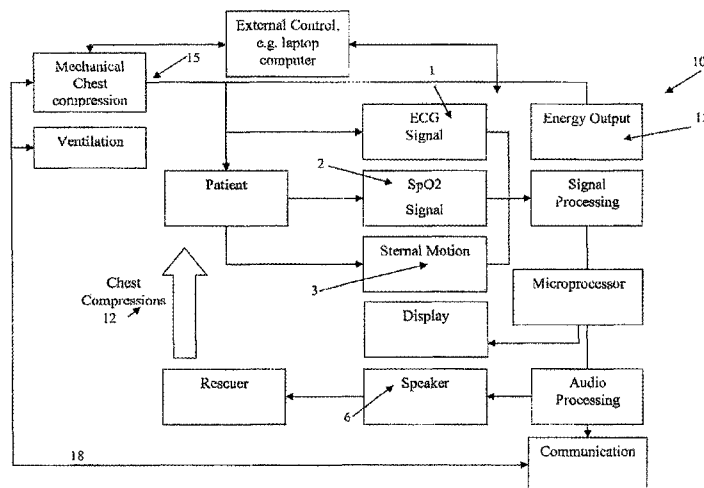 External Control,
e.g. laptop
computer
15
Mechanical
Chest
compression
1
10
ECG
Signal
Energy Output
Ventilation
2
Patient
SpO2
Signal
Signal
Processing
Sternal Motion
3
Chest
Compressions
12
Microprocessor
Display
Rescuer
Speaker
6
Audio
Processing
18
Communication